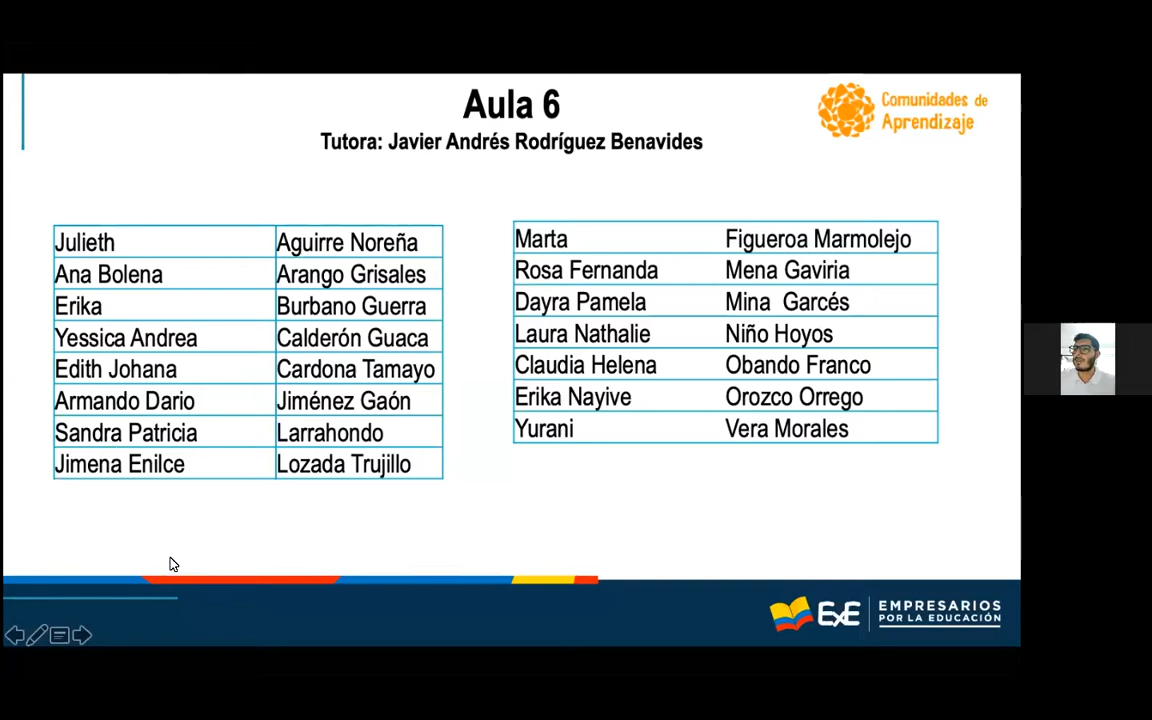 Aula 6
Tutora: Javier Andrés Rodríguez Benavides
Comunidades de
Aprendizaje
Julieth Aguirre Noreña
Ana Bolena Arango Grisales
Erika Burbano Guerra
Yessica Andrea Calderón Guaca
Edith Johana Cardona Tamayo
Armando Dario Jiménez Gaón
Sandra Patricia Larrahondo
Jimena Enilce Lozada Trujillo
Marta Figueroa Marmolejo
Rosa Fernanda Mena Gaviria
Dayra Pamela Mina Garcés
Laura Nathalie Niño Hoyos
Claudia Helena Obando Franco
Erika Nayive Orozco Orrego
Yurani Vera Morales
ExE
EMPRESARIOS
POR LA EDUCACIÓN